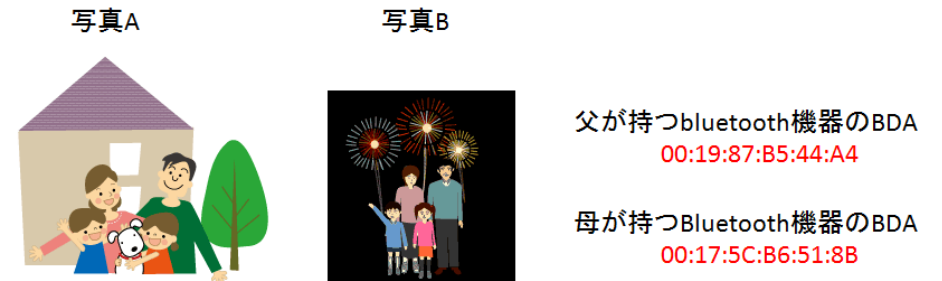 写真A
写真B
父が持つbluetooth機器のBDA
00:19:87:B5:44:A4
母が持つBluetooth機器のBDA
00:17:5C:B6:51:8B